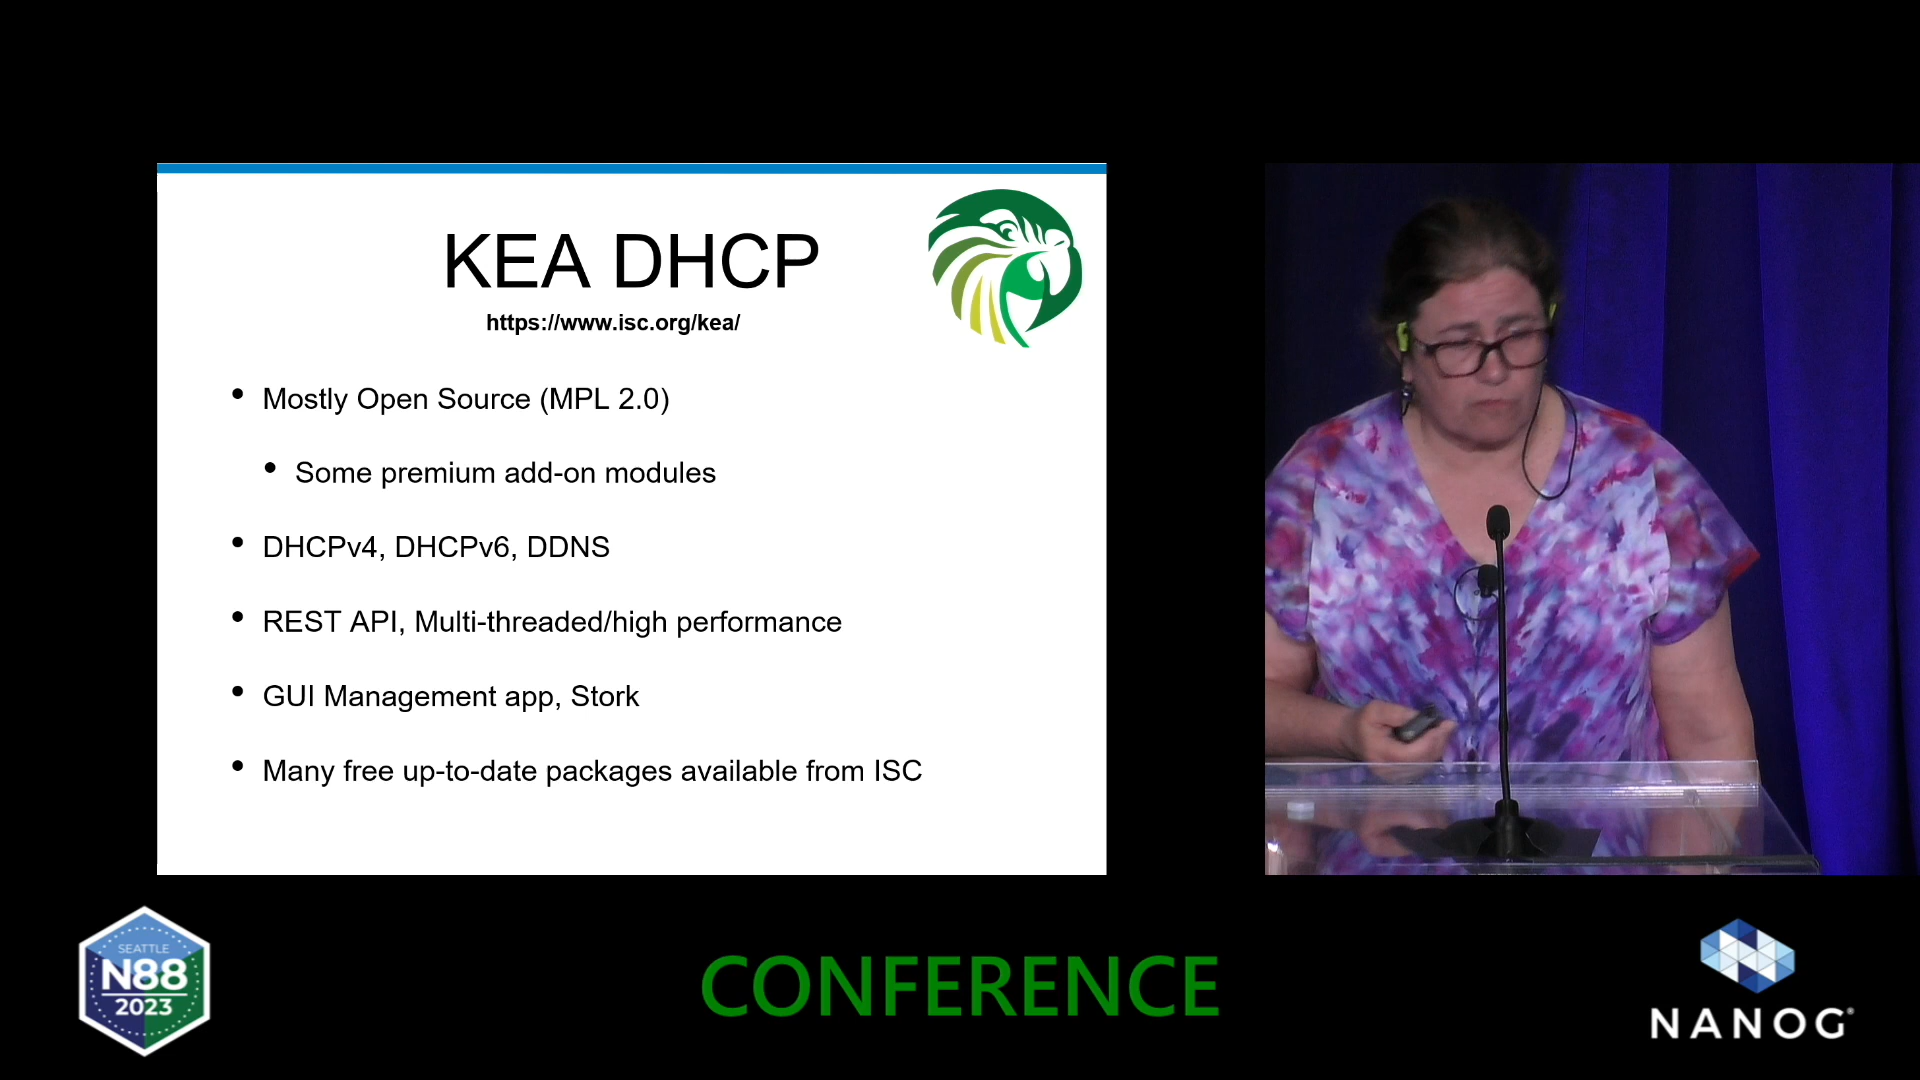 KEA DHCP
https://www.isc.org/kea/
• Mostly Open Source (MPL 2.0)
• Some premium add-on modules
• DHCPv4, DHCPv6, DDNS
• REST API, Multi-threaded/high performance
• GUI Management app, Stork
• Many free up-to-date packages available from ISC
SEATTLE
N88
2023
CONFERENCE
NANOG®